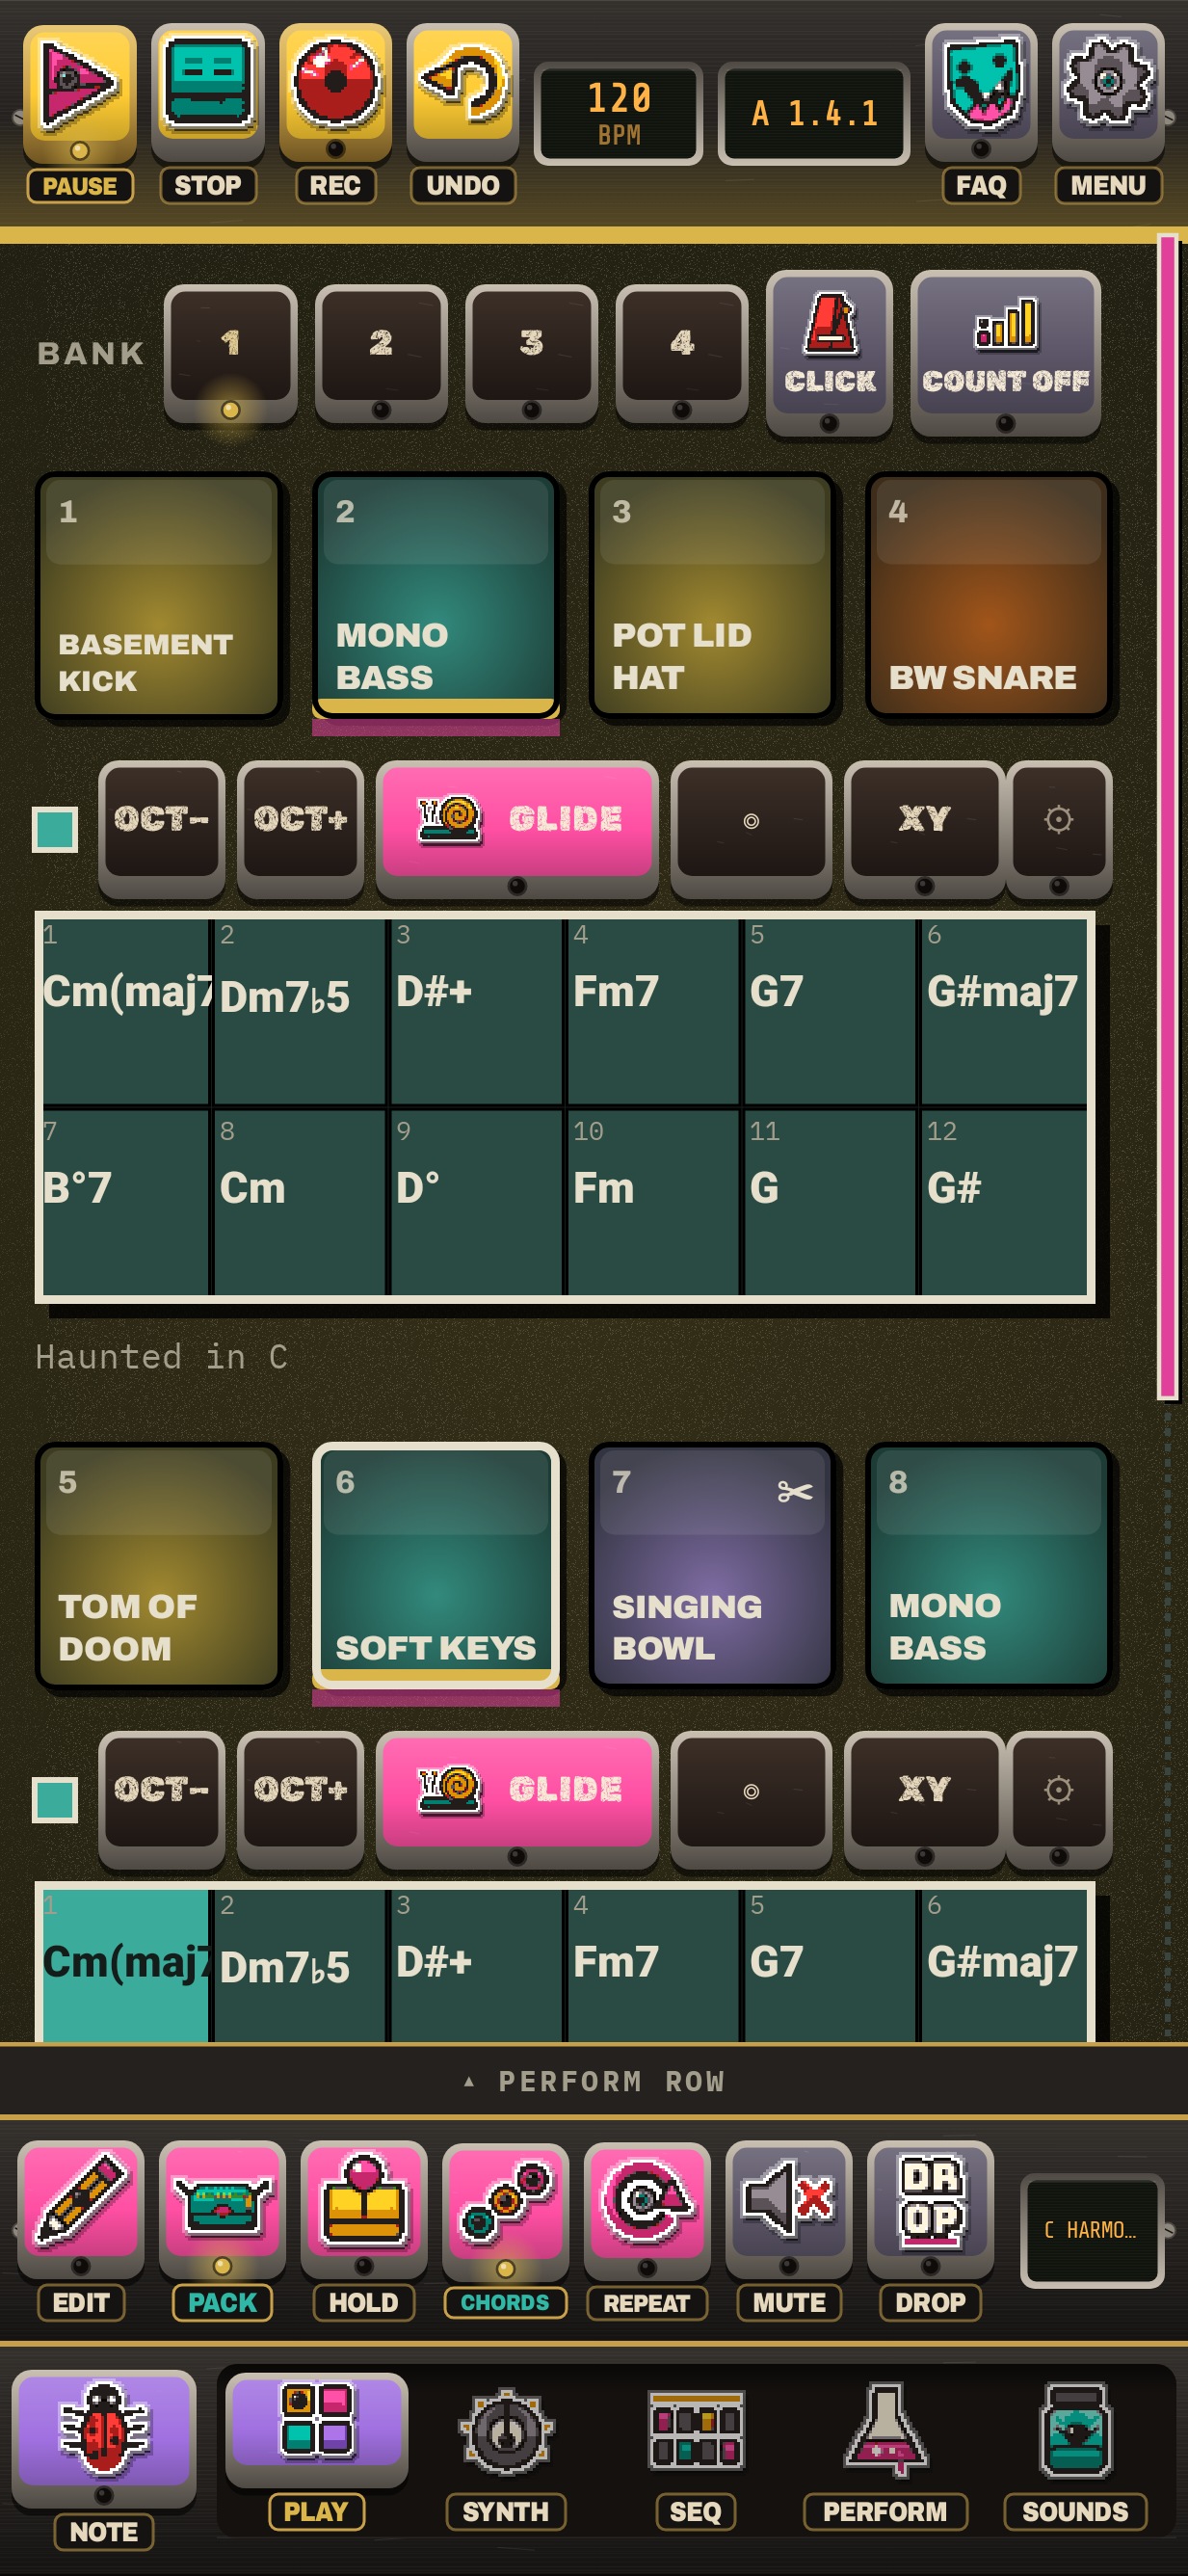 120
BPM
A 1.4.1
PAUSE
STOP
REC
UNDO
FAQ
MENU
BANK
1
2
3
4
CLICK
COUNT OFF
1
BASEMENT
KICK
2
MONO
BASS
3
POT LID
HAT
4
BW SNARE
OCT-
OCT+
GLIDE
XY
1
Cm(maj7
2
Dm7♭5
3
D#+
4
Fm7
5
G7
6
G#maj7
7
B°7
8
Cm
9
D°
10
Fm
11
G
12
G#
Haunted in C
5
TOM OF
DOOM
6
SOFT KEYS
7
SINGING
BOWL
8
MONO
BASS
OCT-
OCT+
GLIDE
XY
1
Cm(maj7
2
Dm7♭5
3
D#+
4
Fm7
5
G7
6
G#maj7
▲ PERFORM ROW
DR
OP
C HARMO…
EDIT
PACK
HOLD
CHORDS
REPEAT
MUTE
DROP
NOTE
PLAY
SYNTH
SEQ
PERFORM
SOUNDS